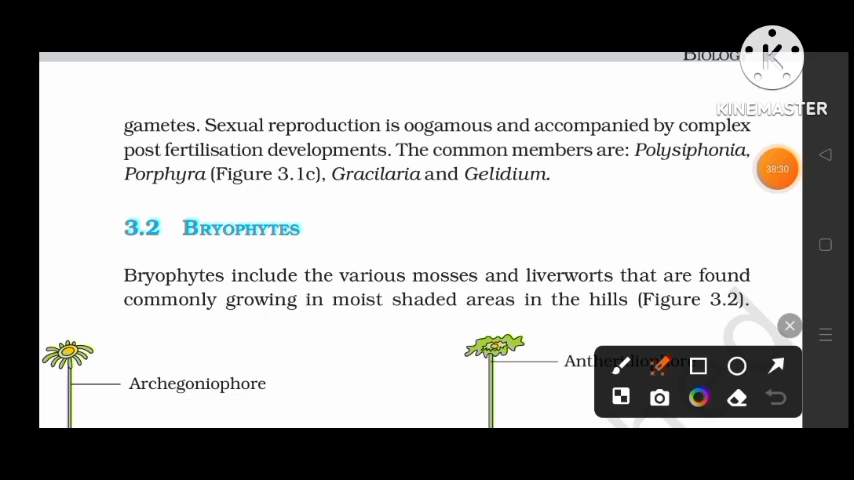 BIOLOG
KINEMASTER
gametes. Sexual reproduction is oogamous and accompanied by complex
post fertilisation developments. The common members are: Polysiphonia,
Porphyra (Figure 3.1c), Gracilaria and Gelidium.
38:30
3.2 BRYOPHYTES
Bryophytes include the various mosses and liverworts that are found
commonly growing in moist shaded areas in the hills (Figure 3.2).
Antheridiophore
Archegoniophore